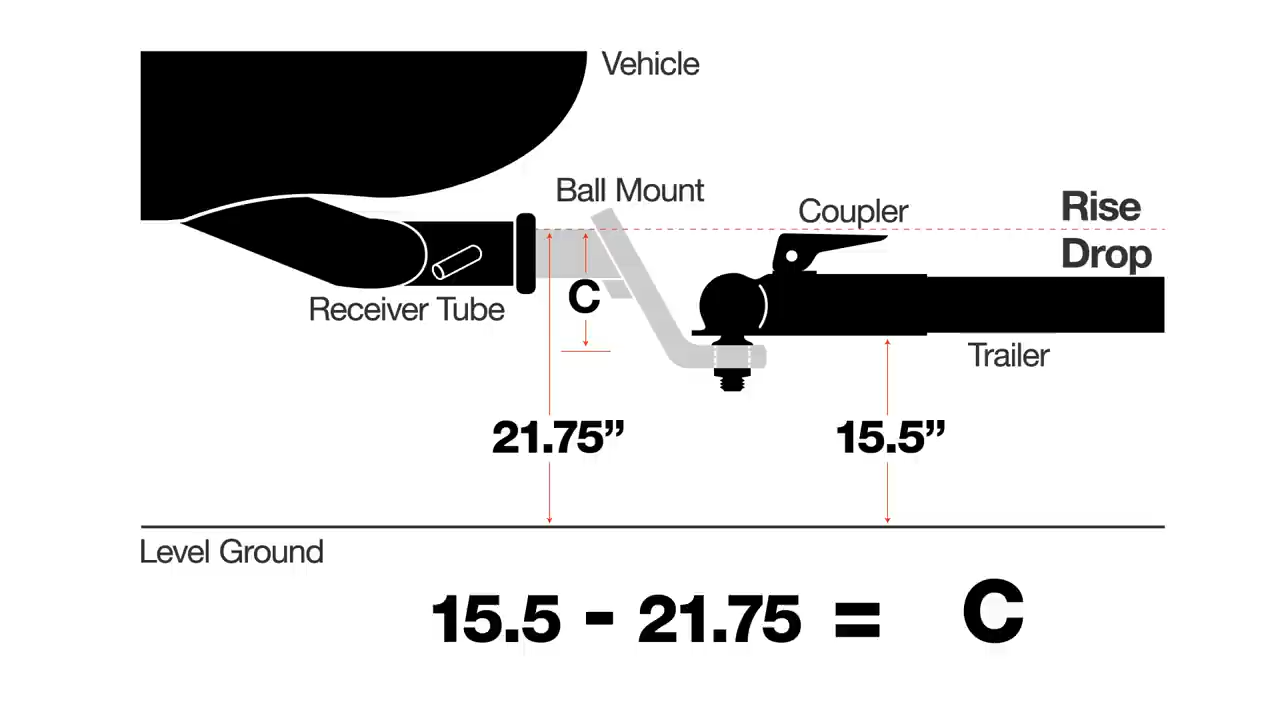 Vehicle
Ball Mount
Coupler
Rise
Drop
Receiver Tube
C
Trailer
21.75”
15.5”
Level Ground
15.5 - 21.75 = C